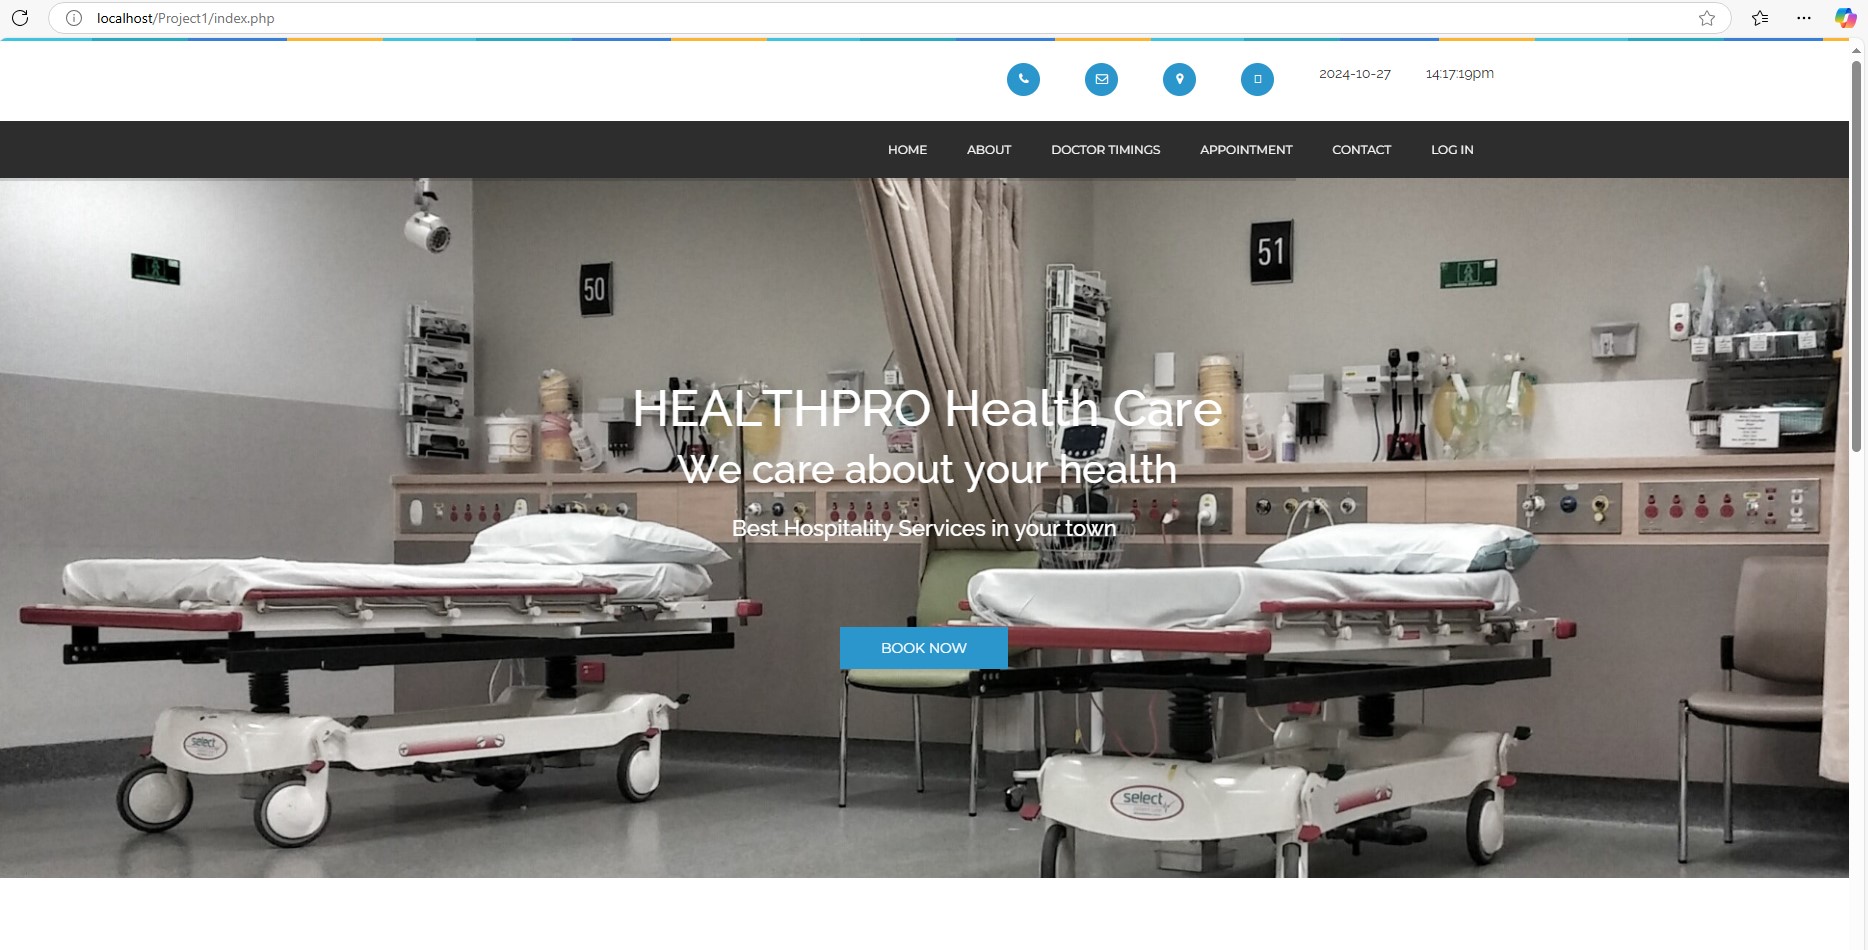 localhost/Project1/index.php
2024-10-27 14:17:19pm
HOME ABOUT DOCTOR TIMINGS APPOINTMENT CONTACT LOG IN
50
51
HEALTHPRO Health Care
We care about your health
Best Hospitality Services in your town
BOOK NOW
select
select